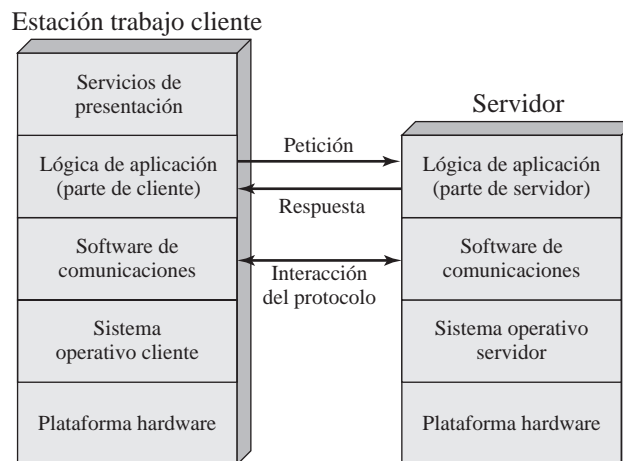 Estación trabajo cliente
Servicios de
presentación
Lógica de aplicación
(parte de cliente)
Software de
comunicaciones
Sistema
operativo cliente
Plataforma hardware
Petición
Respuesta
Interacción
del protocolo
Servidor
Lógica de aplicación
(parte de servidor)
Software de
comunicaciones
Sistema operativo
servidor
Plataforma hardware